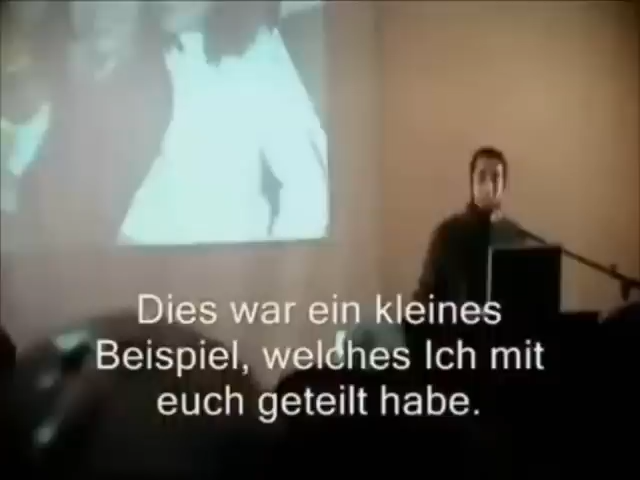 Dies war ein kleines
Beispiel, welches Ich mit
euch geteilt habe.